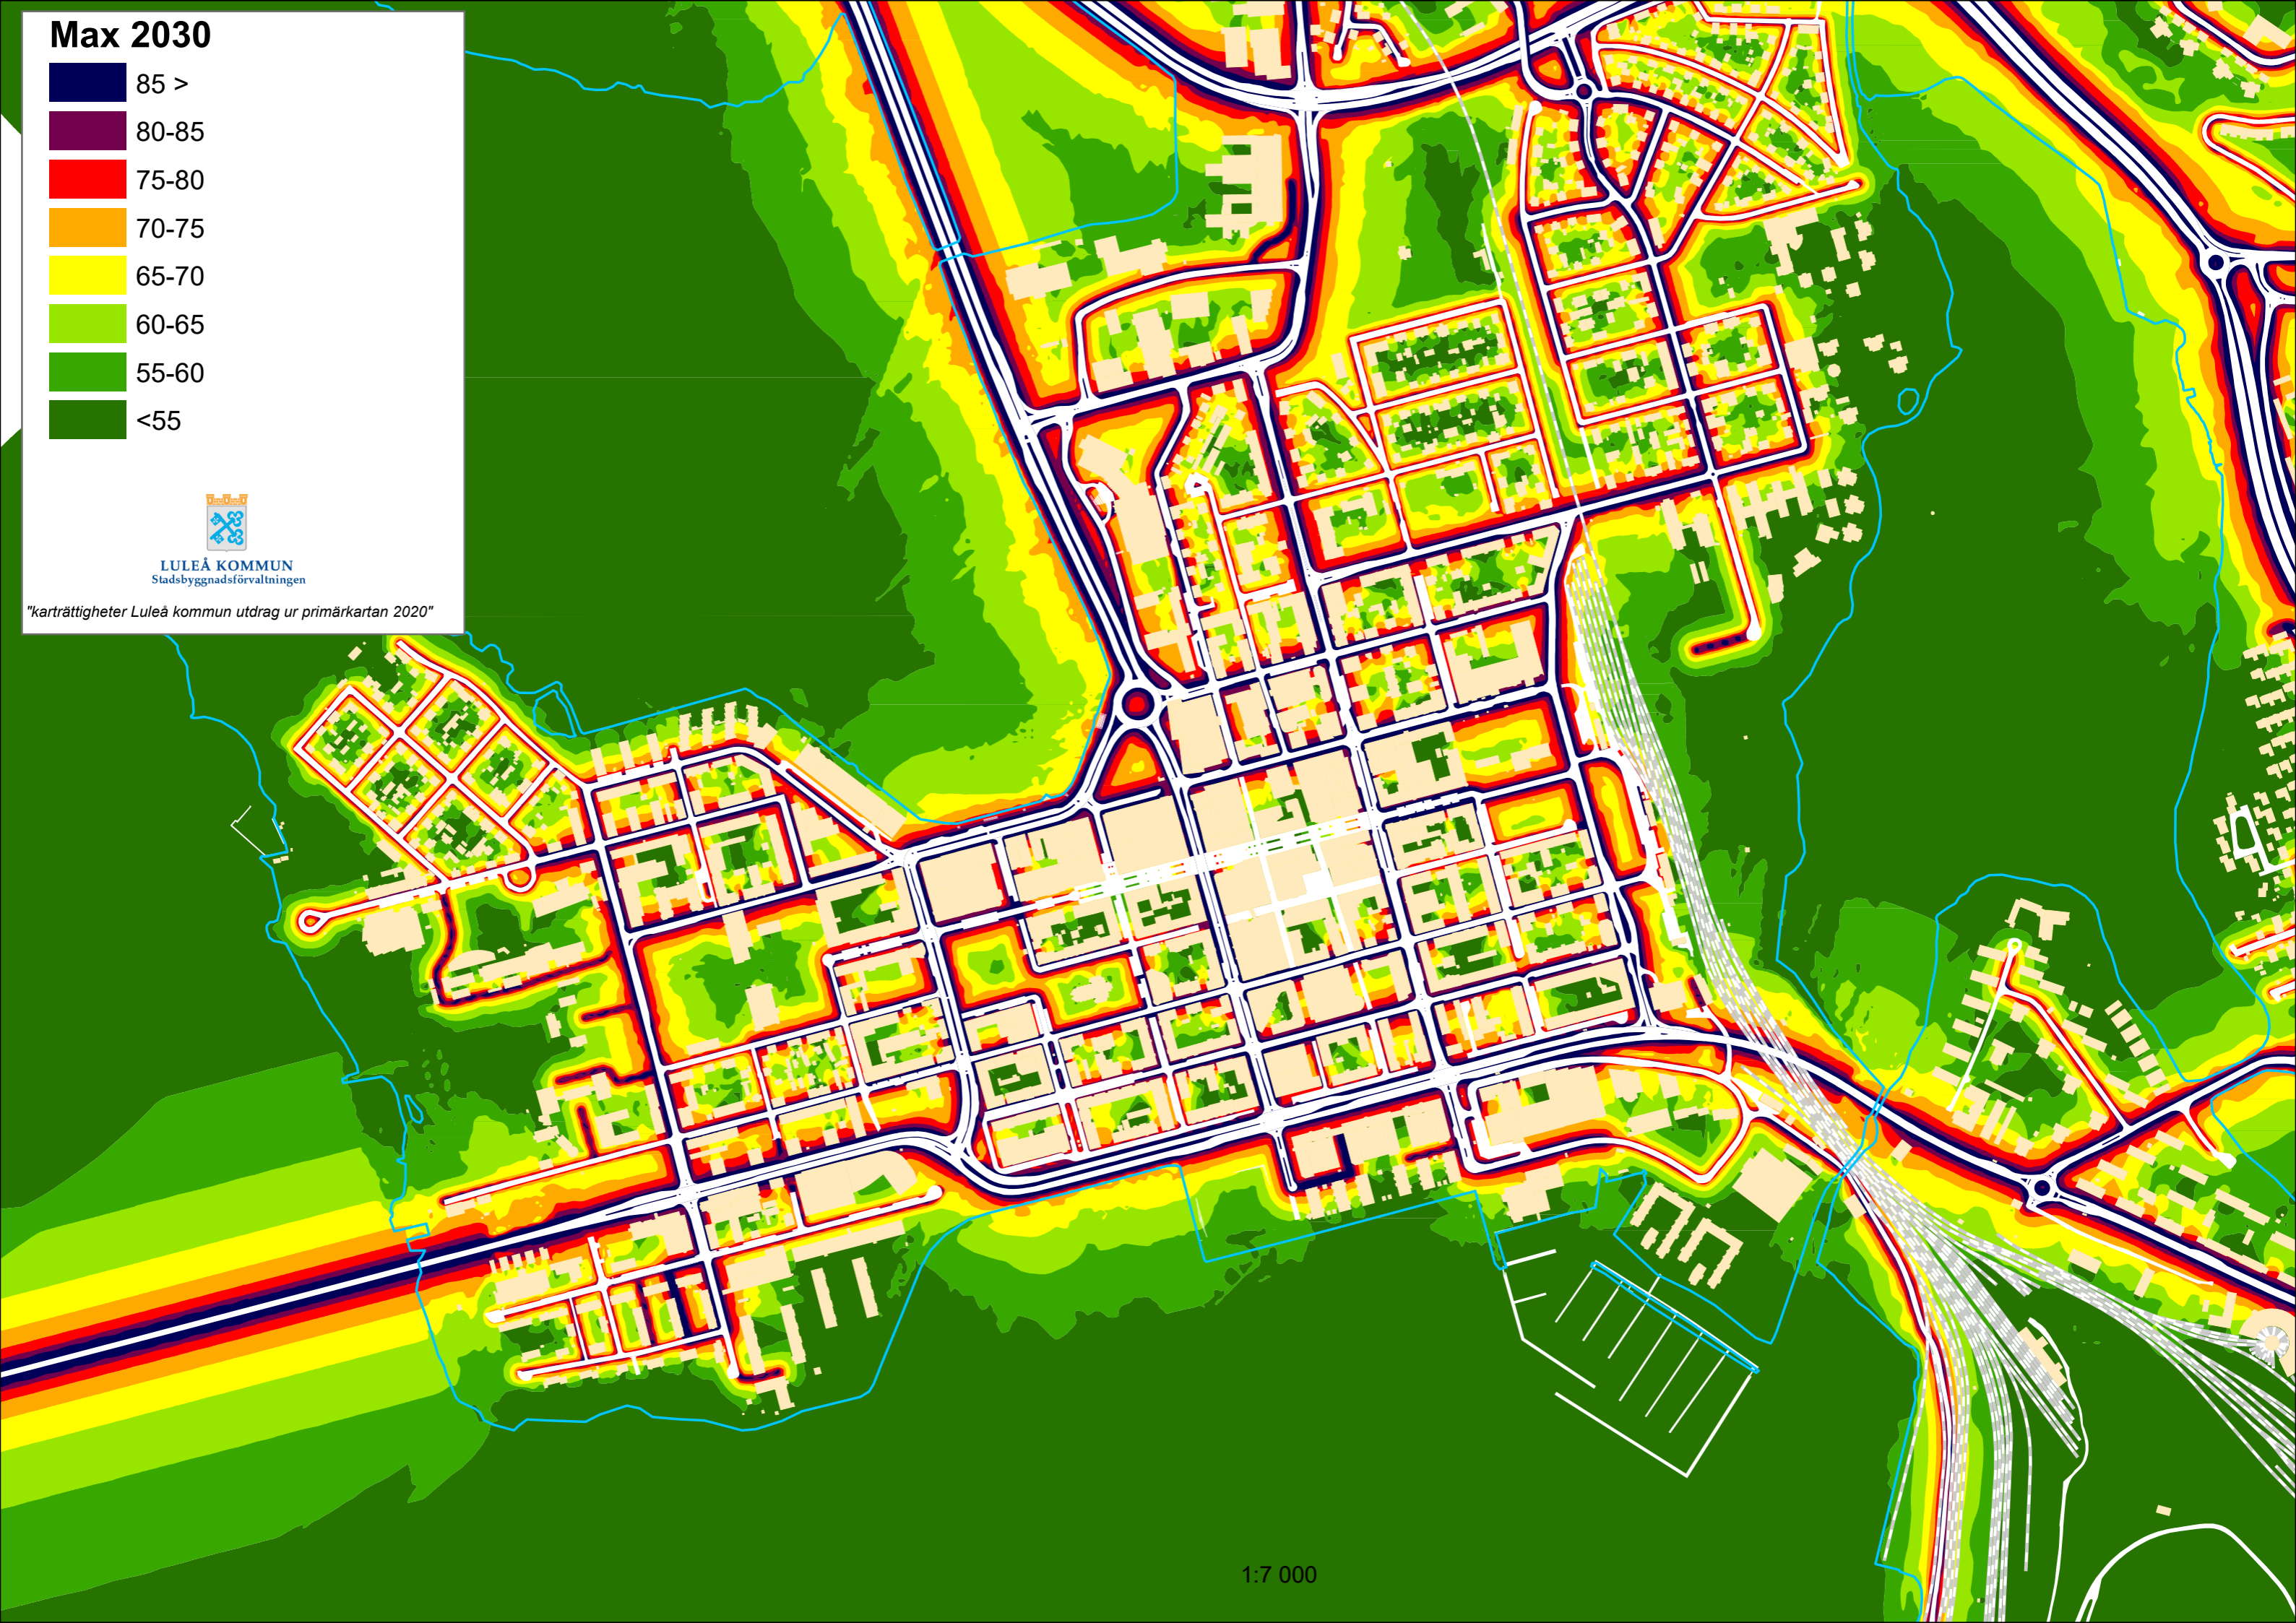 Max 2030
85 >
80-85
75-80
70-75
65-70
60-65
55-60
<55
LULEÅ KOMMUN
Stadsbyggnadsförvaltningen
"karträttigheter Luleå kommun utdrag ur primärkartan 2020"
1:7 000